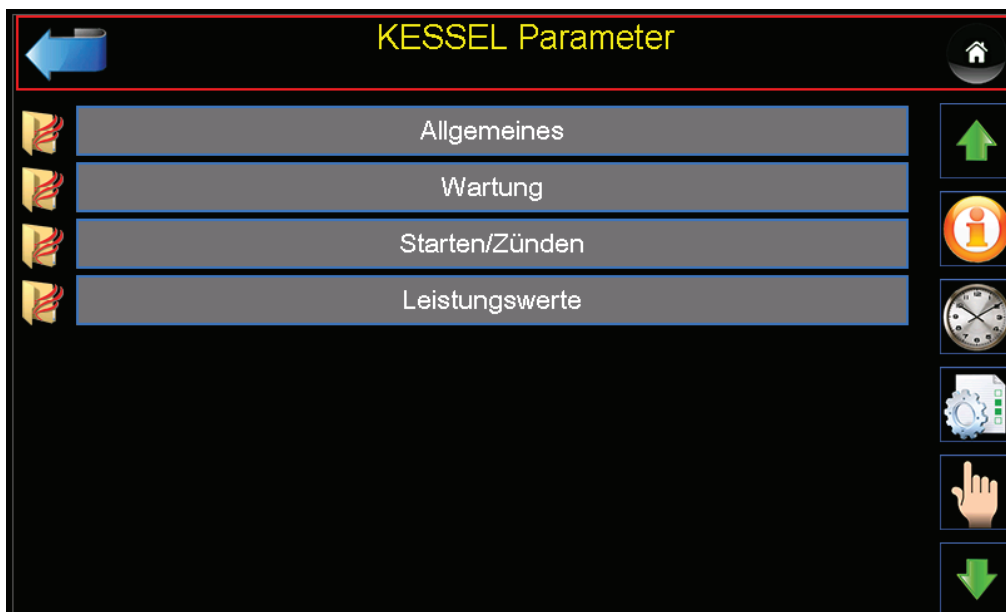 KESSEL Parameter
Allgemeines
Wartung
Starten/Zünden
Leistungswerte